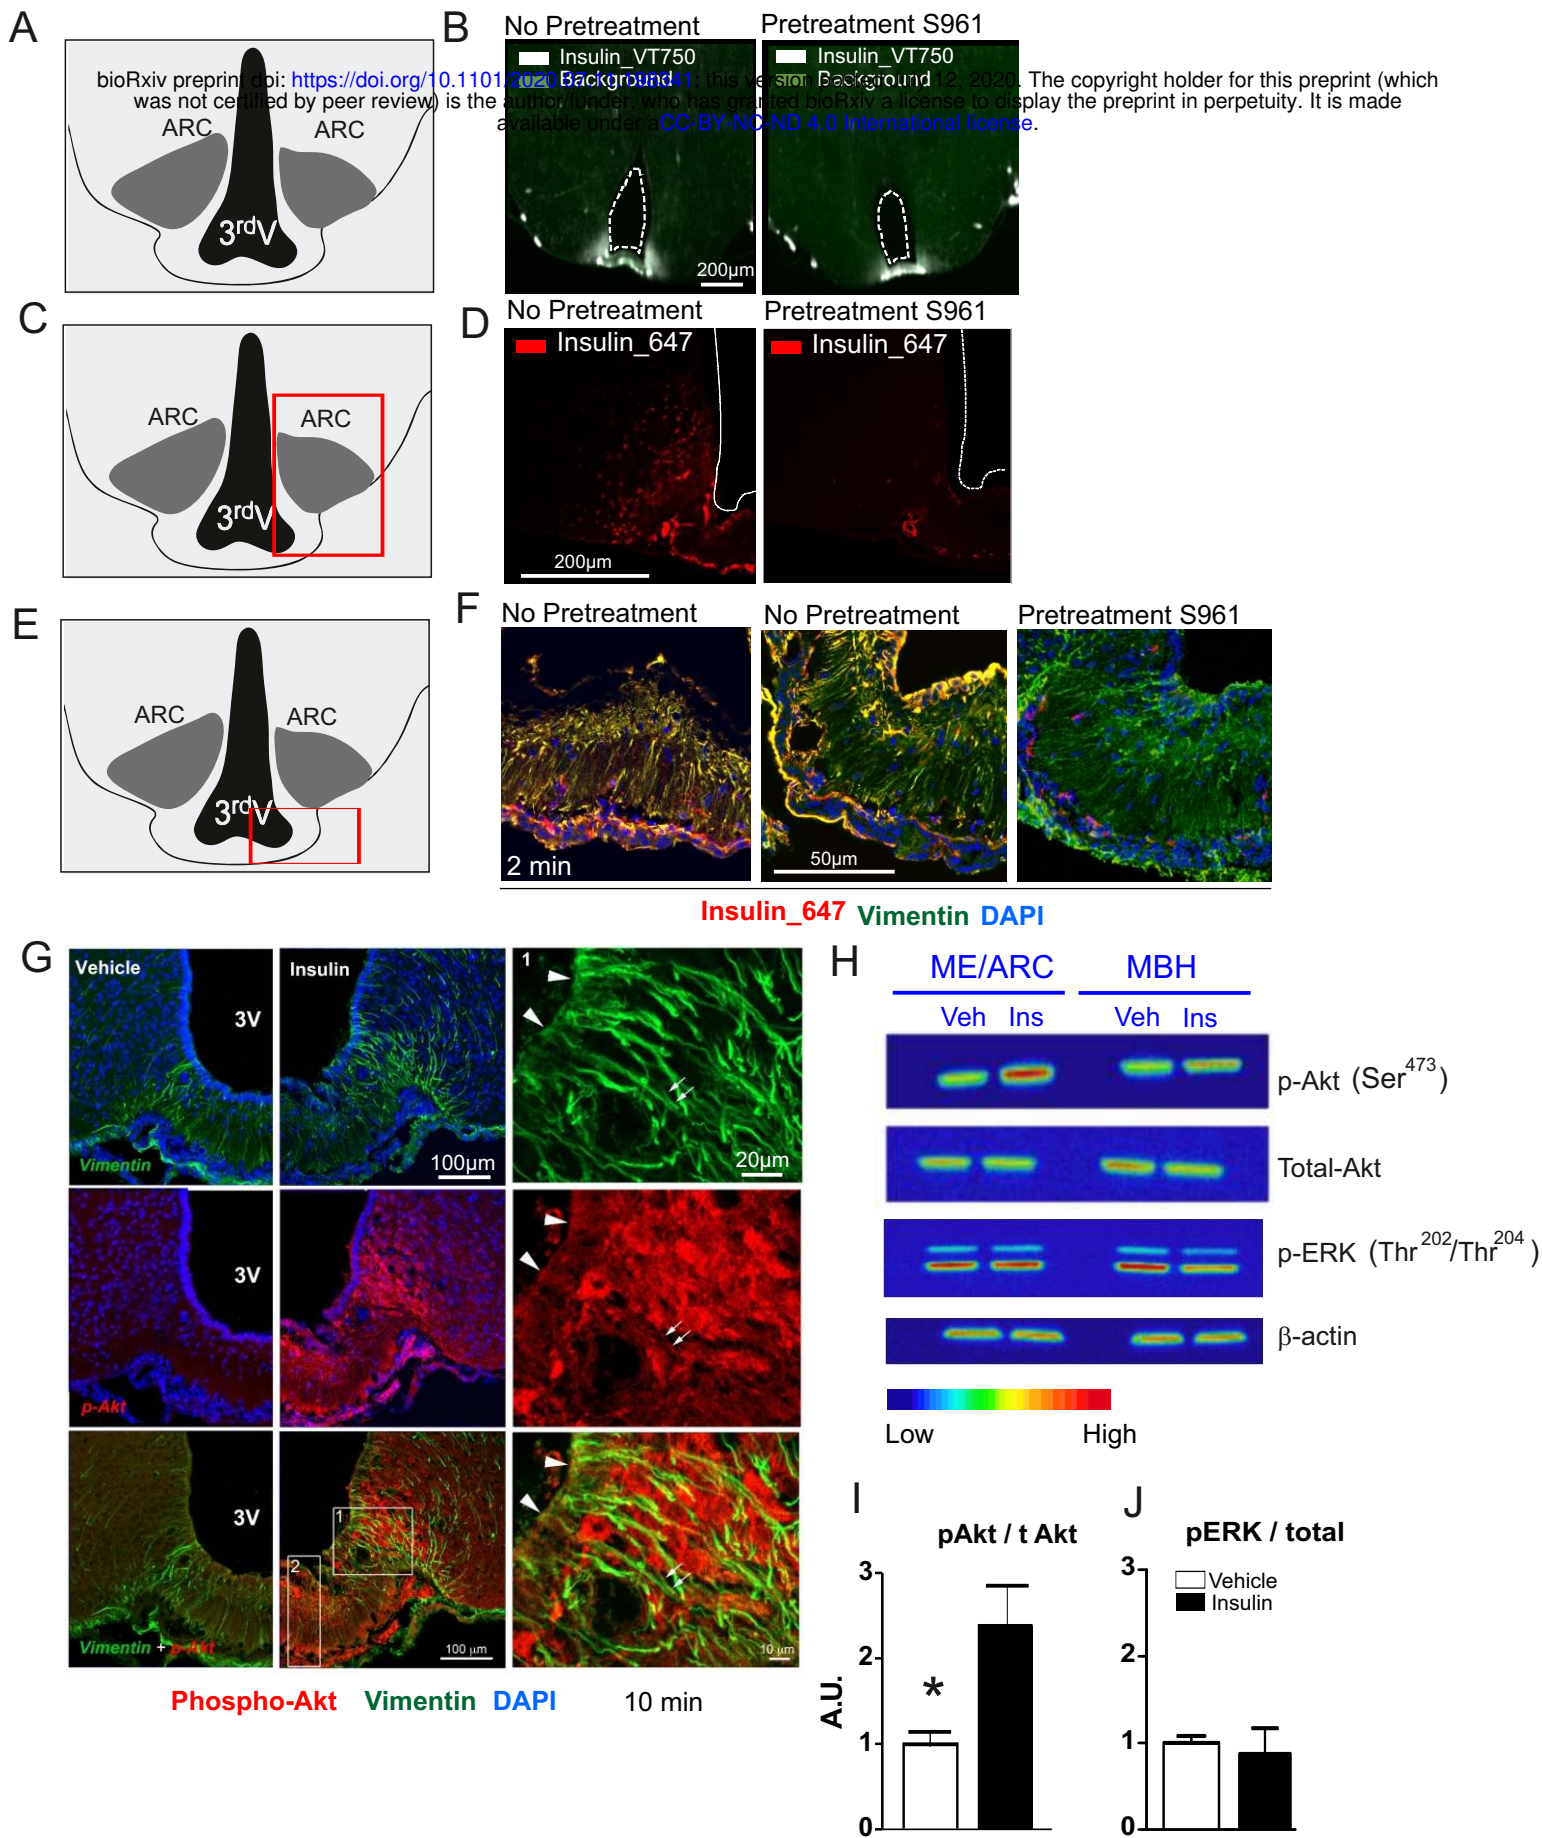 A
B
No Pretreatment
Pretreatment S961
Insulin_VT750
Background
Insulin_VT750
Background
bioRxiv preprint doi: https://doi.org/10.1101/2020.07.11.198341; this version posted July 12, 2020. The copyright holder for this preprint (which
was not certified by peer review) is the author/funder, who has granted bioRxiv a license to display the preprint in perpetuity. It is made
available under aCC-BY-NC-ND 4.0 International license.
ARC
ARC
3rdV
200µm
C
D
No Pretreatment
Pretreatment S961
Insulin_647
Insulin_647
ARC
ARC
3rdV
200µm
E
F
No Pretreatment
No Pretreatment
Pretreatment S961
ARC
ARC
3rdV
2 min
50µm
Insulin_647 Vimentin DAPI
G
Vehicle
3V
Vimentin
Insulin
100µm
1
20µm
3V
p-Akt
3V
Vimentin + p-Akt
1
2
100 µm
10 µm
Phospho-Akt Vimentin DAPI 10 min
H
ME/ARC
MBH
Veh Ins
Veh Ins
p-Akt (Ser473)
Total-Akt
p-ERK (Thr202/Thr204)
β-actin
Low
High
I
pAkt / t Akt
A.U.
3
2
1
0
*
J
pERK / total
Vehicle
Insulin
3
2
1
0